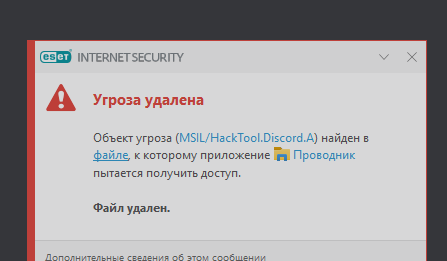 eset INTERNET SECURITY
Угроза удалена
Объект угроза (MSIL/HackTool.Discord.A) найден в
файле, к которому приложение Проводник
пытается получить доступ.
Файл удален.
Дополнительные сведения об этом сообщении